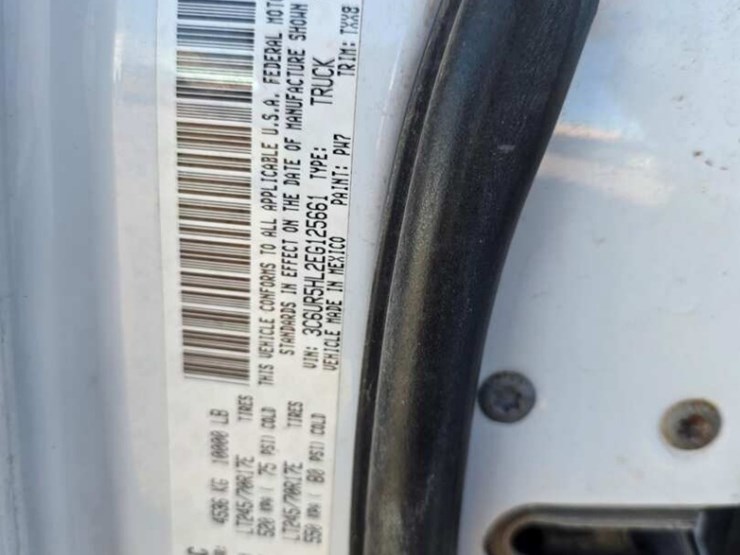 4536 KG 10000 LB
LT245/70R17E TIRES
520 KPA ( 75 PSI) COLD
LT245/70R17E TIRES
550 KPA ( 80 PSI) COLD
THIS VEHICLE CONFORMS TO ALL APPLICABLE U.S.A. FEDERAL
STANDARDS IN EFFECT ON THE DATE OF MANUFACTURE SHOWN
VIN: 3C6UR5HL2EG125661 TYPE: TRUCK
VEHICLE MADE IN MEXICO PAINT: PW7 TRIM: TXX8